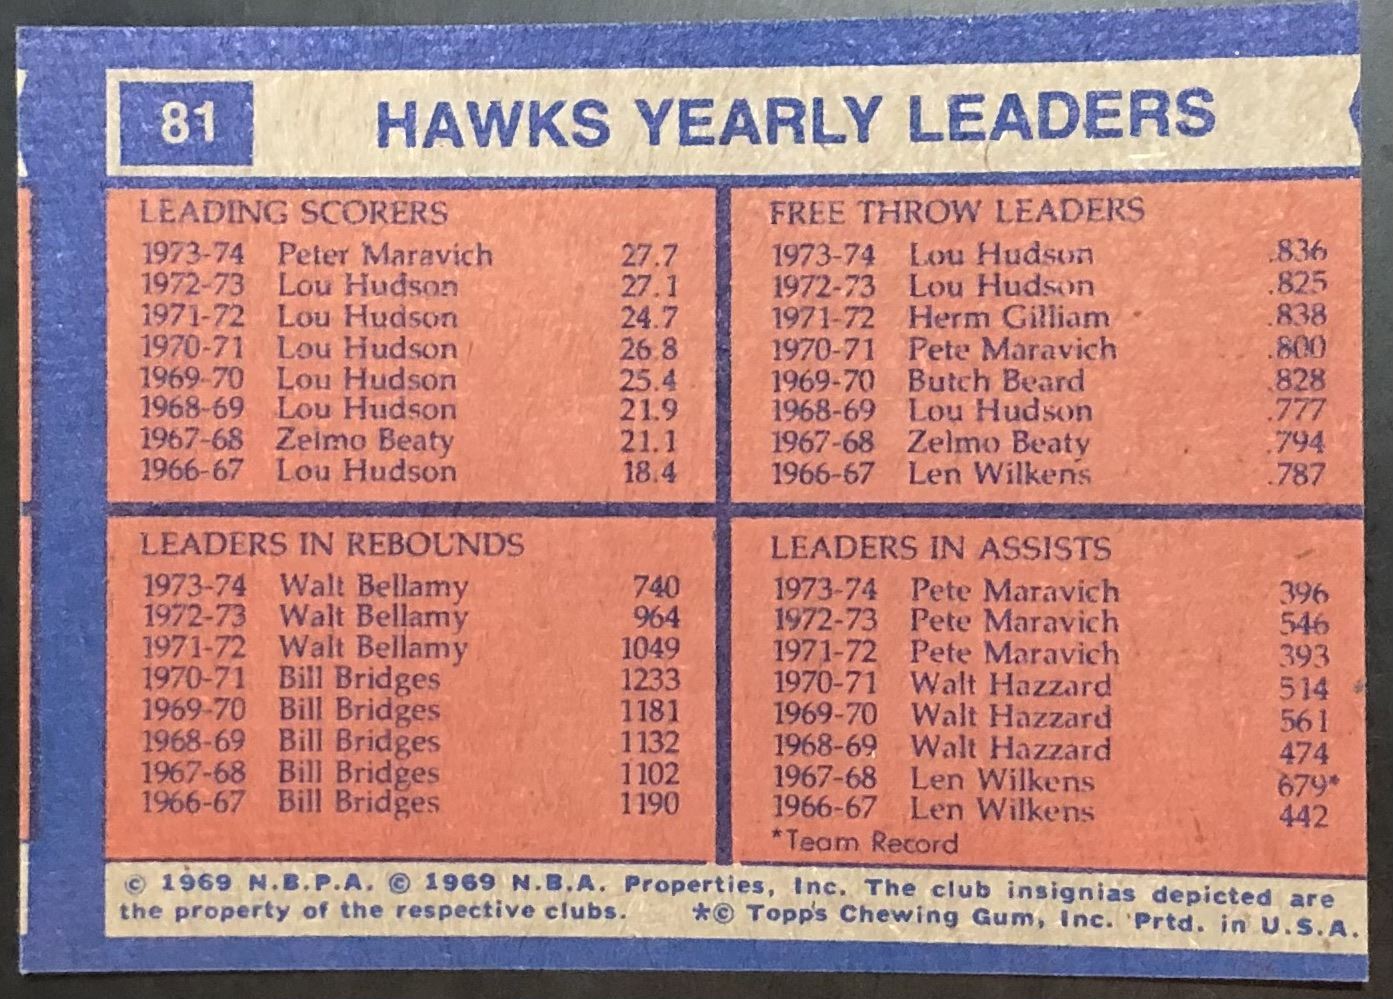 81 HAWKS YEARLY LEADERS
LEADING SCORERS
1973-74 Peter Maravich 27.7
1972-73 Lou Hudson 27.1
1971-72 Lou Hudson 24.7
1970-71 Lou Hudson 26.8
1969-70 Lou Hudson 25.4
1968-69 Lou Hudson 21.9
1967-68 Zelmo Beaty 21.1
1966-67 Lou Hudson 18.4
FREE THROW LEADERS
1973-74 Lou Hudson .836
1972-73 Lou Hudson .825
1971-72 Herm Gilliam .838
1970-71 Pete Maravich .800
1969-70 Butch Beard .828
1968-69 Lou Hudson .777
1967-68 Zelmo Beaty .794
1966-67 Len Wilkens .787
LEADERS IN REBOUNDS
1973-74 Walt Bellamy 740
1972-73 Walt Bellamy 964
1971-72 Walt Bellamy 1049
1970-71 Bill Bridges 1233
1969-70 Bill Bridges 1181
1968-69 Bill Bridges 1132
1967-68 Bill Bridges 1102
1966-67 Bill Bridges 1190
LEADERS IN ASSISTS
1973-74 Pete Maravich 396
1972-73 Pete Maravich 546
1971-72 Pete Maravich 393
1970-71 Walt Hazzard 514
1969-70 Walt Hazzard 561
1968-69 Walt Hazzard 474
1967-68 Len Wilkens 679*
1966-67 Len Wilkens 442
*Team Record
© 1969 N.B.P.A. © 1969 N.B.A. Properties, Inc. The club insignias depicted are
the property of the respective clubs. *© Topps Chewing Gum, Inc. Prtd. in U.S.A.